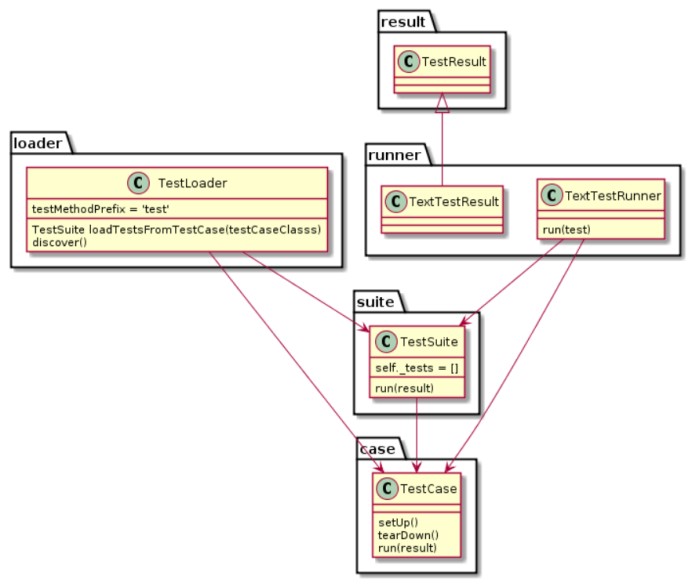 result
C TestResult
loader
C TestLoader
testMethodPrefix = 'test'
TestSuite loadTestsFromTestCase(testCaseClasss)
discover()
runner
C TextTestResult
C TextTestRunner
run(test)
suite
C TestSuite
self._tests = []
run(result)
case
C TestCase
setUp()
tearDown()
run(result)